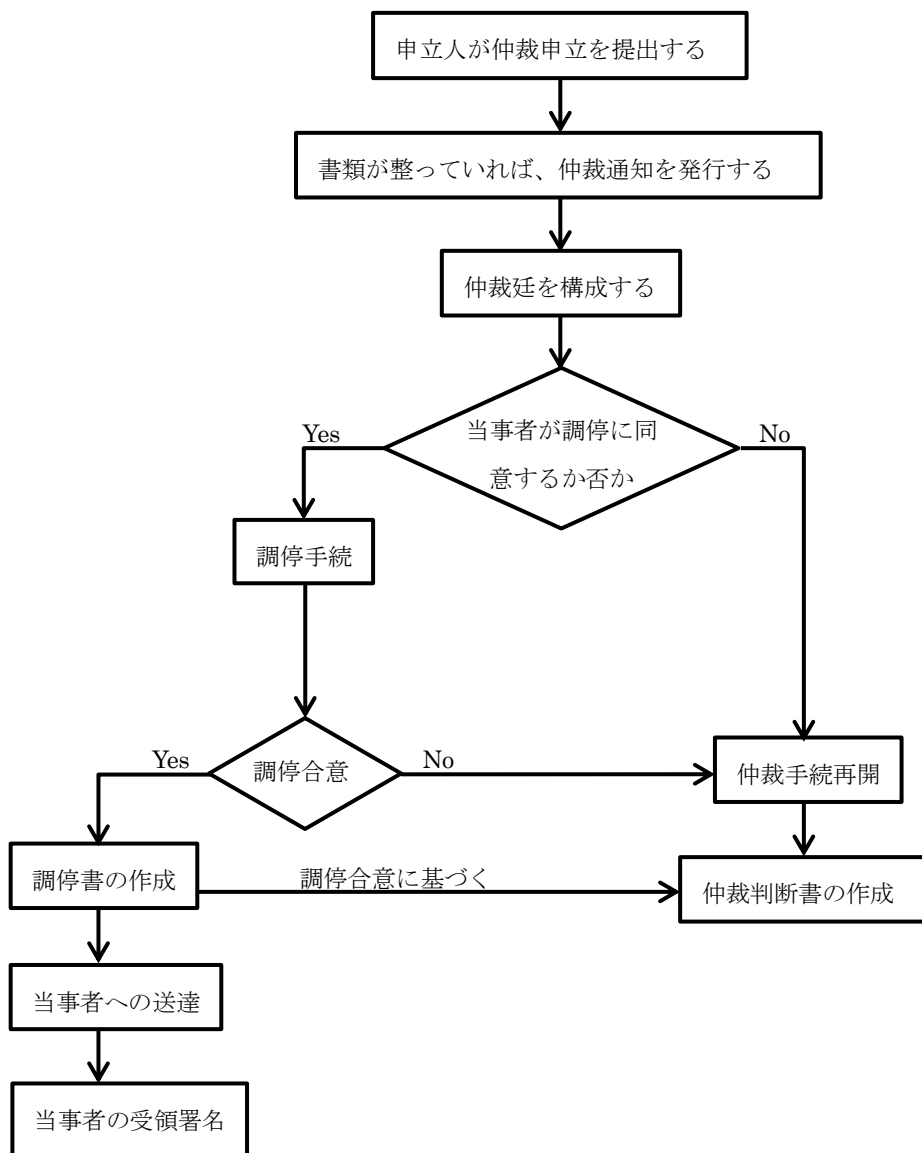 申立人が仲裁申立を提出する
書類が整っていれば、仲裁通知を発行する
仲裁廷を構成する
当事者が調停に同
意するか否か
Yes
No
調停手続
調停合意
Yes
No
仲裁手続再開
調停書の作成
調停合意に基づく
仲裁判断書の作成
当事者への送達
当事者の受領署名